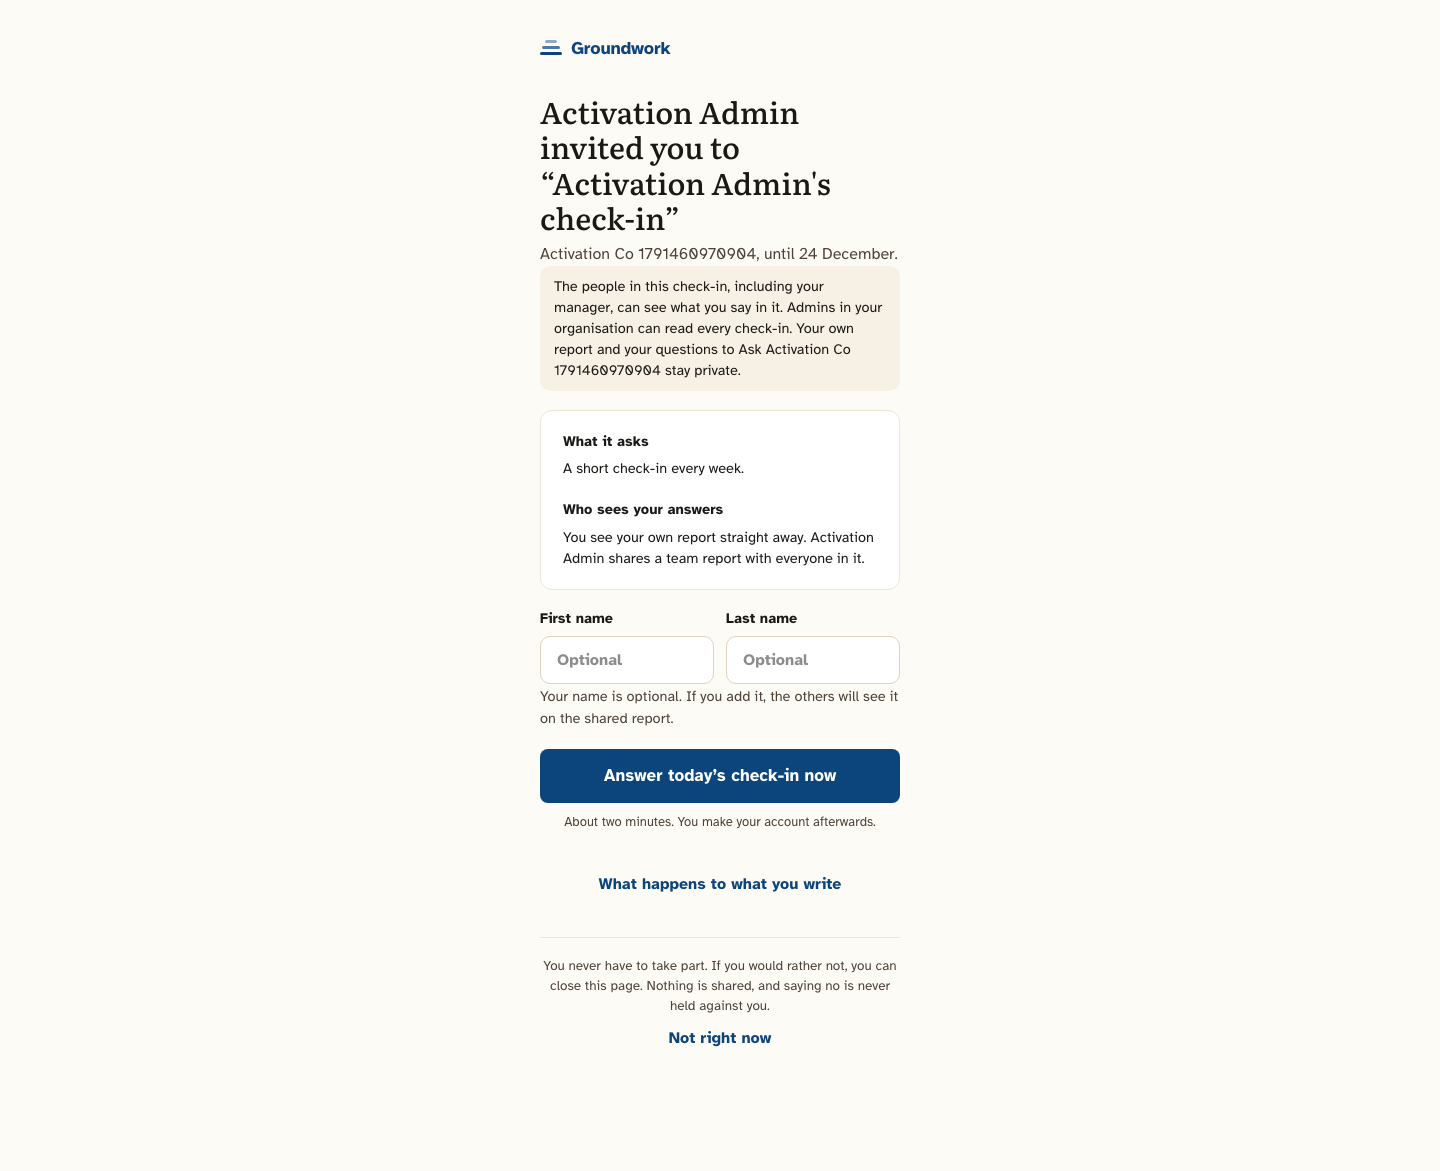 Groundwork
Activation Admin
invited you to
“Activation Admin's
check-in”
Activation Co 1791460970904, until 24 December.
The people in this check-in, including your
manager, can see what you say in it. Admins in your
organisation can read every check-in. Your own
report and your questions to Ask Activation Co
1791460970904 stay private.
What it asks
A short check-in every week.
Who sees your answers
You see your own report straight away. Activation
Admin shares a team report with everyone in it.
First name Last name
Optional Optional
Your name is optional. If you add it, the others will see it
on the shared report.
Answer today’s check-in now
About two minutes. You make your account afterwards.
What happens to what you write
You never have to take part. If you would rather not, you can
close this page. Nothing is shared, and saying no is never
held against you.
Not right now